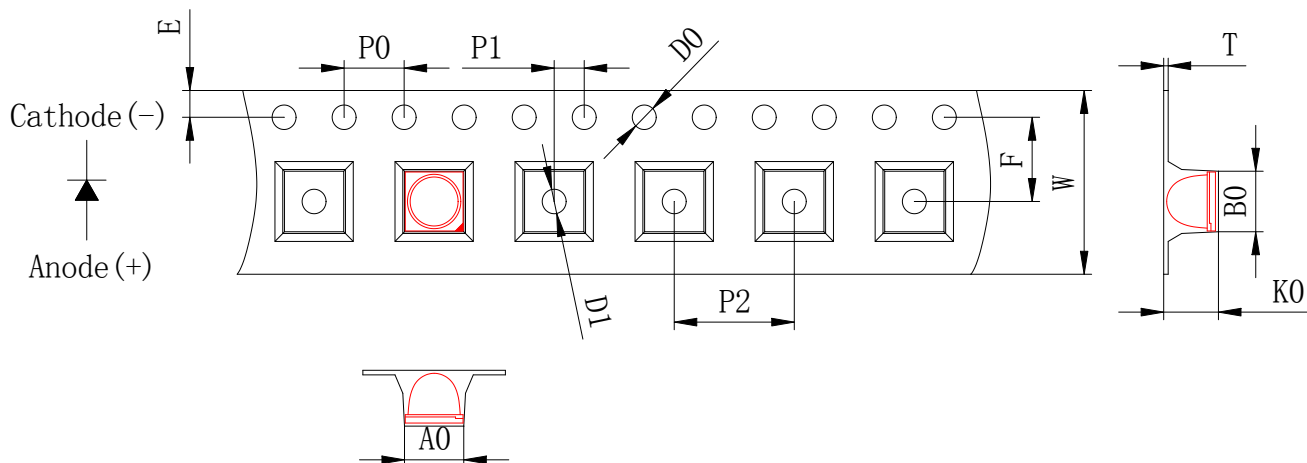 E
P0
P1
D0
T
Cathode(-)
F
W
B0
Anode(+)
D1
P2
K0
A0